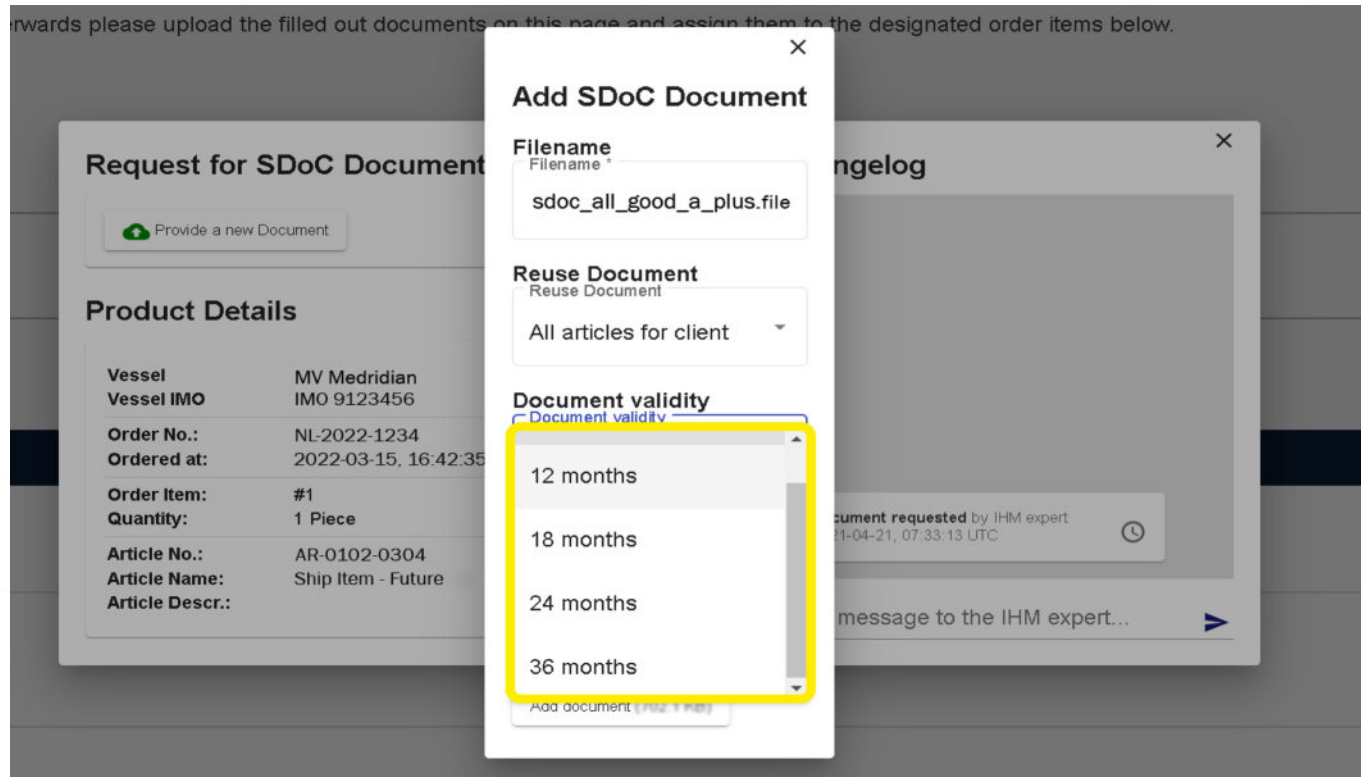 rwards please upload the filled out documents on this page and assign them to the designated order items below.
Add SDoC Document
Filename
Filename *
sdoc_all_good_a_plus.file
Reuse Document
Reuse Document
All articles for client
Document validity
Document validity
12 months
18 months
24 months
36 months
Add document (702.1 KB)
Request for SDoC Document
Provide a new Document
Product Details
Vessel MV Medridian
Vessel IMO IMO 9123456
Order No.: NL-2022-1234
Ordered at: 2022-03-15, 16:42:35
Order Item: #1
Quantity: 1 Piece
Article No.: AR-0102-0304
Article Name: Ship Item - Future
Article Descr.:
ngelog
cument requested by IHM expert
21-04-21, 07:33:13 UTC
message to the IHM expert...